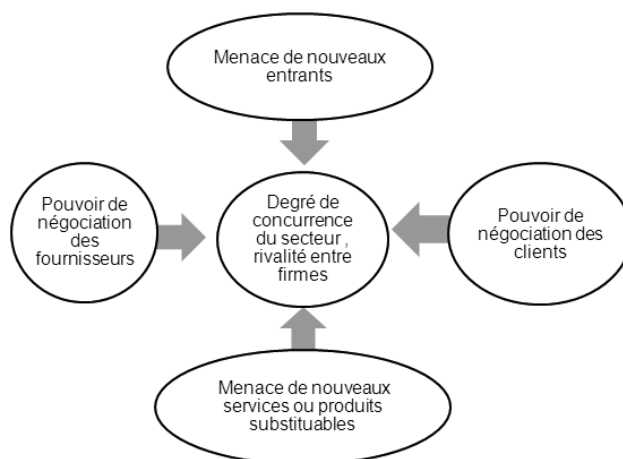 Menace de nouveaux
entrants
Pouvoir de
négociation
des
fournisseurs
Degré de
concurrence
du secteur ,
rivalité entre
firmes
Pouvoir de
négociation des
clients
Menace de nouveaux
services ou produits
substituables